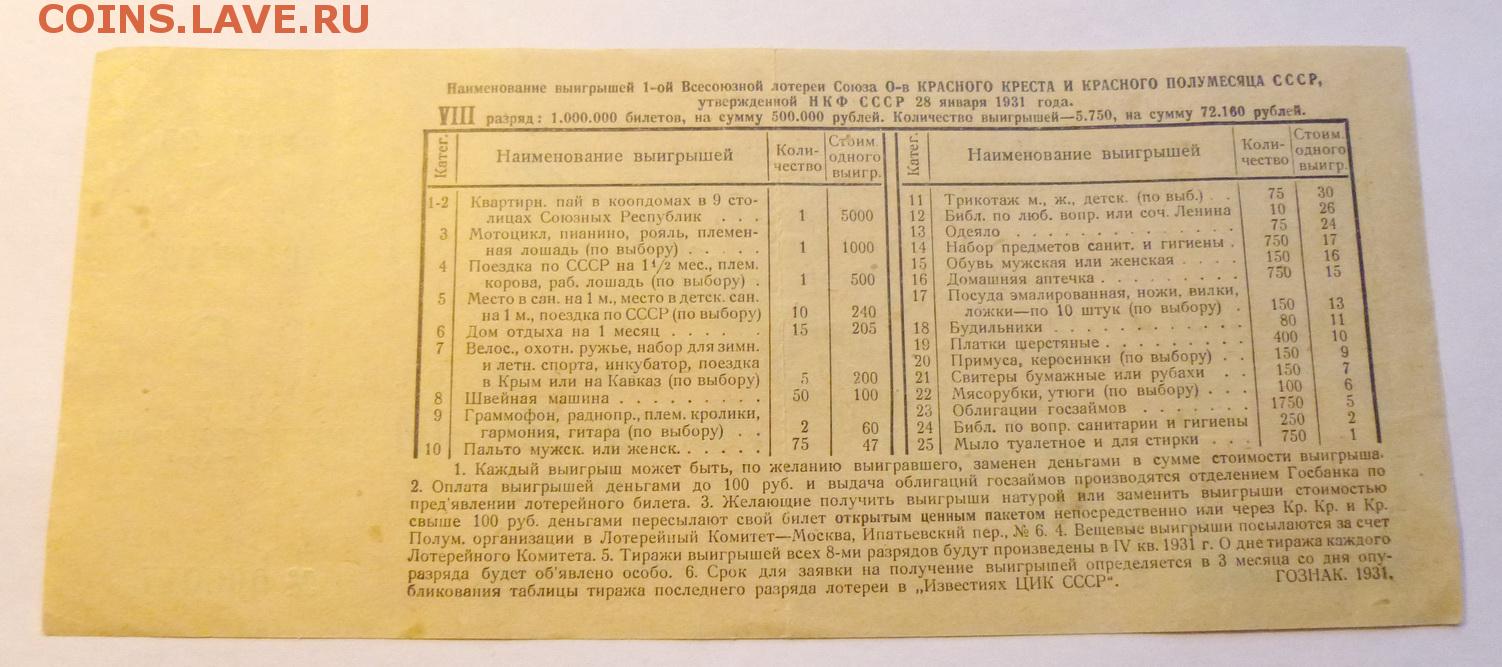 COINS.LAVE.RU
Наименование выигрышей 1-ой Всесоюзной лотереи Союза О-в КРАСНОГО КРЕСТА И КРАСНОГО ПОЛУМЕСЯЦА СССР,
утвержденной НКФ СССР 28 января 1931 года.
VIII разряд: 1.000.000 билетов, на сумму 500.000 рублей. Количество выигрышей—5.750, на сумму 72.160 рублей.
Катег. Наименование выигрышей Коли-чество Стоим. одного выигр.
1-2 Квартирн. пай в коопдомах в 9 сто-
лицах Союзных Республик . . . 1 5000
3 Мотоцикл, пианино, рояль, племен-
ная лошадь (по выбору) . . . . . 1 1000
4 Поездка по СССР на 1 1/2 мес., плем.
корова, раб. лошадь (по выбору) . 1 500
5 Место в сан. на 1 м., место в детск. сан.
на 1 м., поездка по СССР (по выбору) 10 240
6 Дом отдыха на 1 месяц . . . . . . 15 205
7 Велос., охотн. ружье, набор для зимн.
и летн. спорта, инкубатор, поездка
в Крым или на Кавказ (по выбору) 5 200
8 Швейная машина . . . . . . . . . 50 100
9 Граммофон, радиопр., плем. кролики,
гармония, гитара (по выбору) . . 2 60
10 Пальто мужск. или женск. . . . . . 75 47
Катег. Наименование выигрышей Коли-чество Стоим. одного выигр.
11 Трикотаж м., ж., детск. (по выб.) . . 75 30
12 Библ. по люб. вопр. или соч. Ленина 10 26
13 Одеяло . . . . . . . . . . . . . 75 24
14 Набор предметов санит. и гигиены . 750 17
15 Обувь мужская или женская . . . . 150 16
16 Домашняя аптечка . . . . . . . . . 750 15
17 Посуда эмалированная, ножи, вилки,
ложки—по 10 штук (по выбору) . 150 13
18 Будильники . . . . . . . . . . . . 80 11
19 Платки шерстяные . . . . . . . . . 400 10
20 Примуса, керосинки (по выбору) . . 150 9
21 Свитеры бумажные или рубахи . . 150 7
22 Мясорубки, утюги (по выбору) . . . 100 6
23 Облигации госзаймов . . . . . . . 1750 5
24 Библ. по вопр. санитарии и гигиены 250 2
25 Мыло туалетное и для стирки . . . 750 1
1. Каждый выигрыш может быть, по желанию выигравшего, заменен деньгами в сумме стоимости выигрыша.
2. Оплата выигрышей деньгами до 100 руб. и выдача облигаций госзаймов производятся отделением Госбанка по
пред'явлении лотерейного билета. 3. Желающие получить выигрыши натурой или заменить выигрыши стоимостью
свыше 100 руб. деньгами пересылают свой билет открытым ценным пакетом непосредственно или через Кр. Кр. и Кр.
Полум. организации в Лотерейный Комитет—Москва, Ипатьевский пер., № 6. 4. Вещевые выигрыши посылаются за счет
Лотерейного Комитета. 5. Тиражи выигрышей всех 8-ми разрядов будут произведены в IV кв. 1931 г. О дне тиража каждого
разряда будет об'явлено особо. 6. Срок для заявки на получение выигрышей определяется в 3 месяца со дня опу-
бликования таблицы тиража последнего разряда лотереи в „Известиях ЦИК СССР".
ГОЗНАК. 1931.